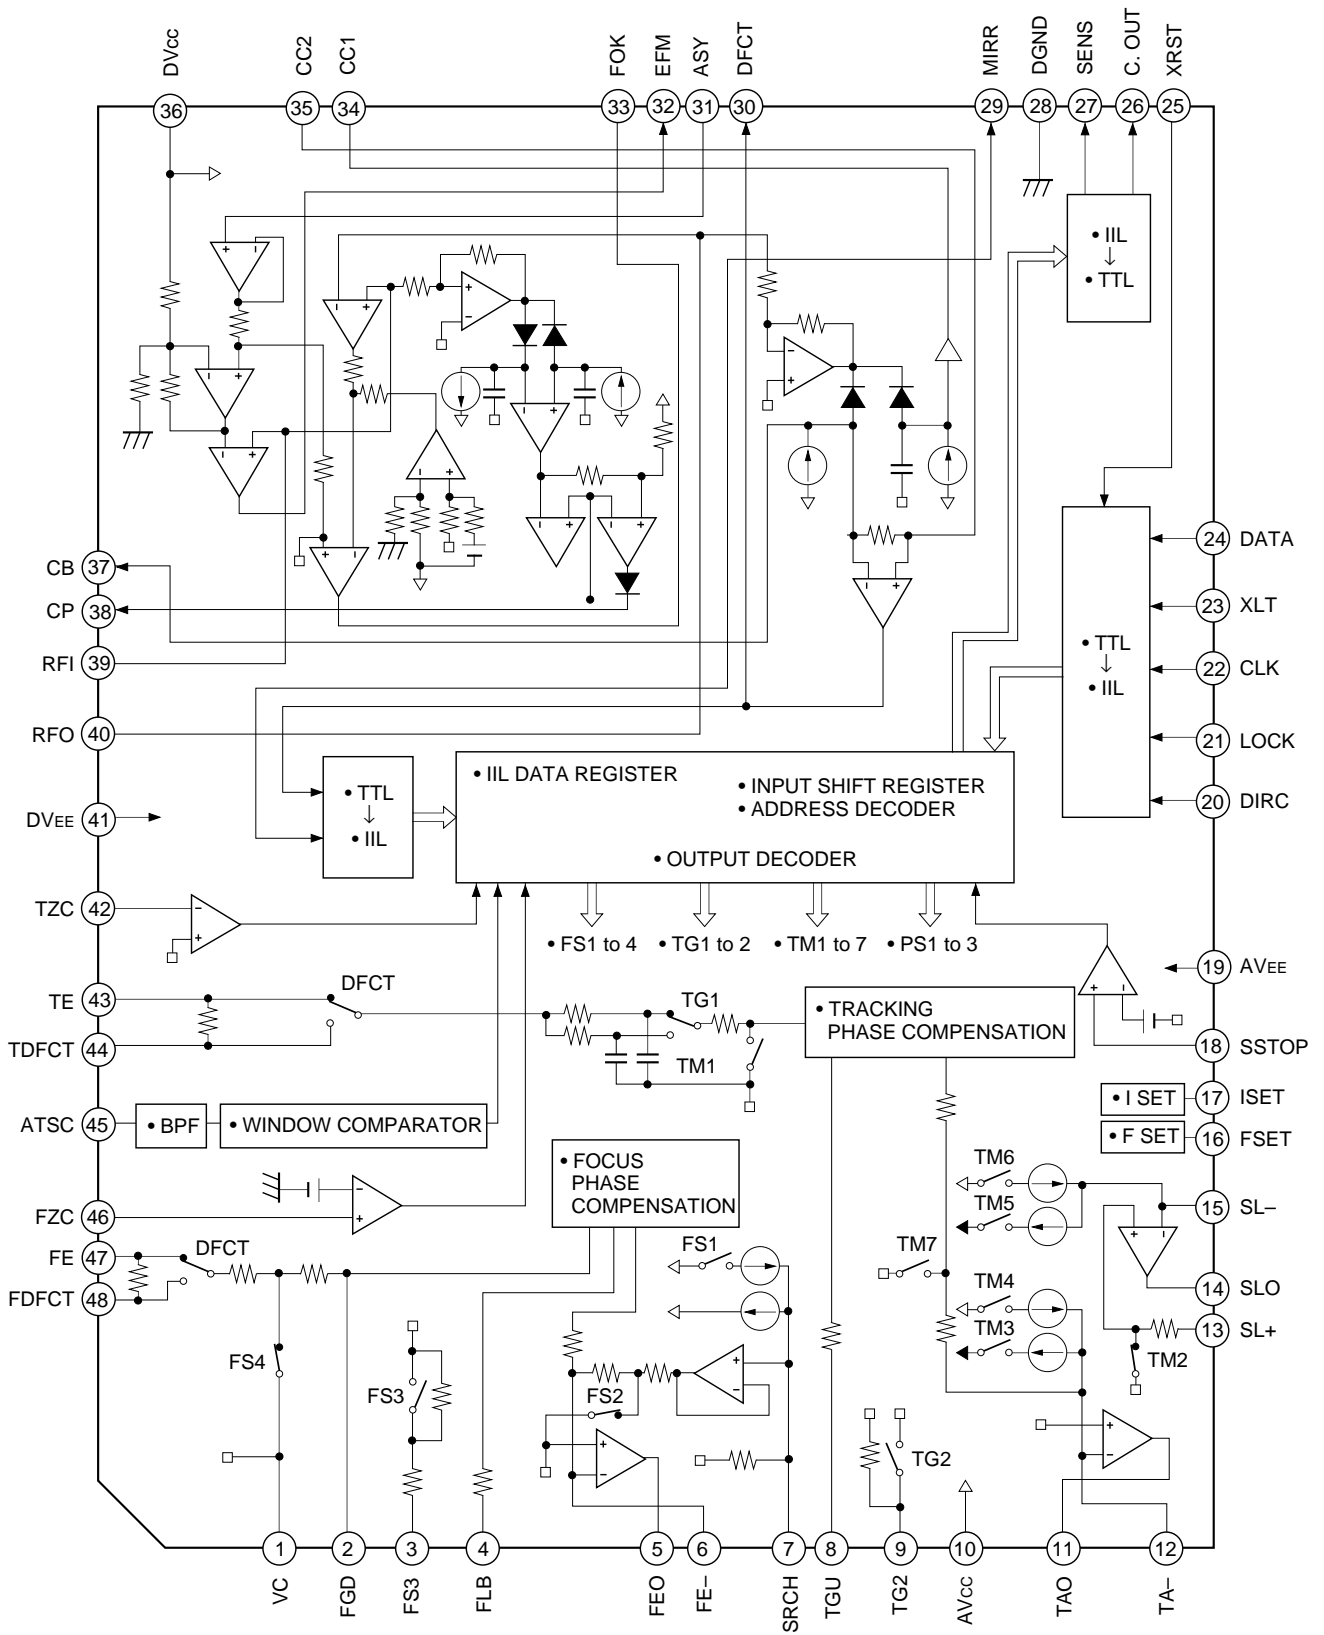 DVCC
CC2
CC1
FOK
EFM
ASY
DFCT
MIRR
DGND
SENS
C. OUT
XRST
36
35
34
33
32
31
30
29
28
27
26
25
• IIL
↓
• TTL
CB 37
CP 38
RFI 39
RFO 40
DVEE 41
TZC 42
TE 43
TDFCT 44
ATSC 45
FZC 46
FE 47
FDFCT 48
24 DATA
23 XLT
22 CLK
21 LOCK
20 DIRC
19 AVEE
18 SSTOP
17 ISET
16 FSET
15 SL–
14 SLO
13 SL+
• TTL
↓
• IIL
• TTL
↓
• IIL
• IIL DATA REGISTER
• INPUT SHIFT REGISTER
• ADDRESS DECODER
• OUTPUT DECODER
• FS1 to 4
• TG1 to 2
• TM1 to 7
• PS1 to 3
DFCT
TG1
TM1
• TRACKING
PHASE COMPENSATION
• BPF
• WINDOW COMPARATOR
• I SET
• F SET
• FOCUS
PHASE
COMPENSATION
DFCT
FS4
FS3
FS1
FS2
TM6
TM5
TM7
TM4
TM3
TM2
TG2
1
2
3
4
5
6
7
8
9
10
11
12
VC
FGD
FS3
FLB
FEO
FE–
SRCH
TGU
TG2
AVCC
TAO
TA–